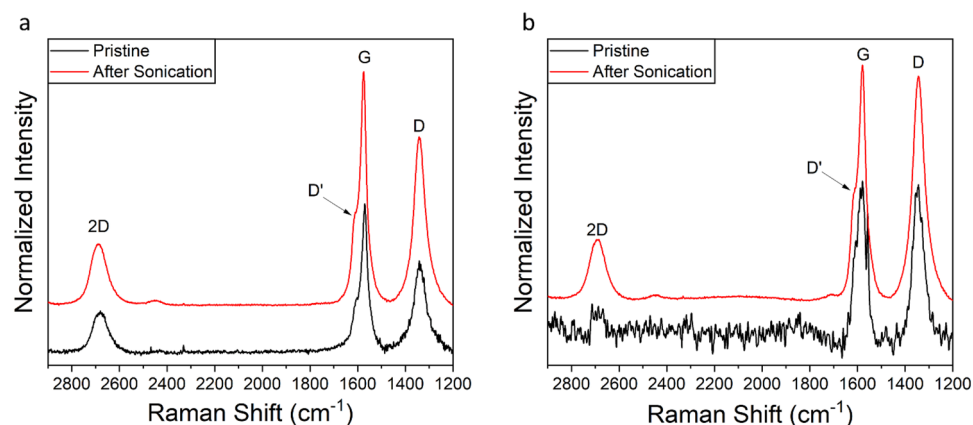 a
Pristine
After Sonication
G
D
D'
2D
Normalized Intensity
2800 2600 2400 2200 2000 1800 1600 1400 1200
Raman Shift (cm⁻¹)
b
Pristine
After Sonication
G
D
D'
2D
Normalized Intensity
2800 2600 2400 2200 2000 1800 1600 1400 1200
Raman Shift (cm⁻¹)